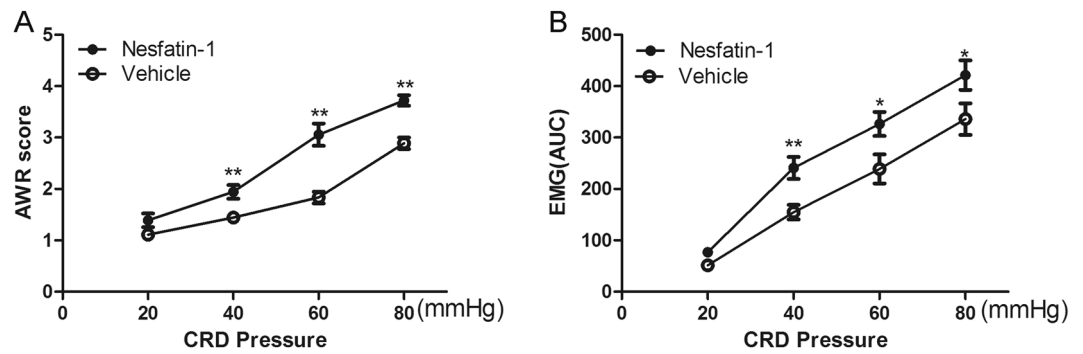 A
5
4
3
2
1
0
AWR score
Nesfatin-1
Vehicle
**
**
**
0 20 40 60 80 (mmHg)
CRD Pressure
B
500
400
300
200
100
0
EMG(AUC)
Nesfatin-1
Vehicle
**
*
*
0 20 40 60 80 (mmHg)
CRD Pressure